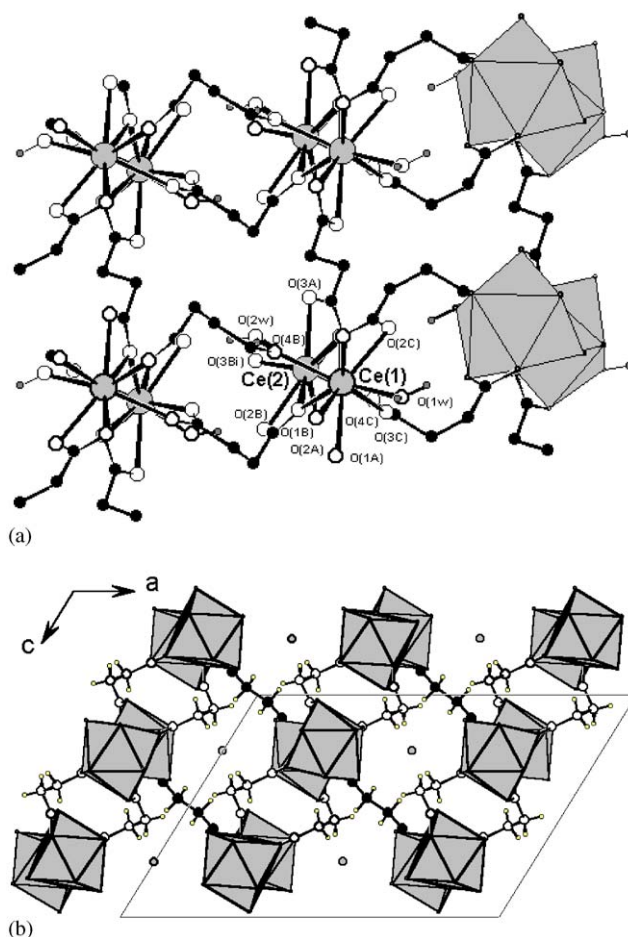 O(3A)
O(2w)
O(4B)
O(2C)
O(3Bi)
Ce(2)
Ce(1)
O(1w)
O(2B)
O(4C)
O(1B)
O(3C)
O(2A)
O(1A)
(a)
a
c
(b)